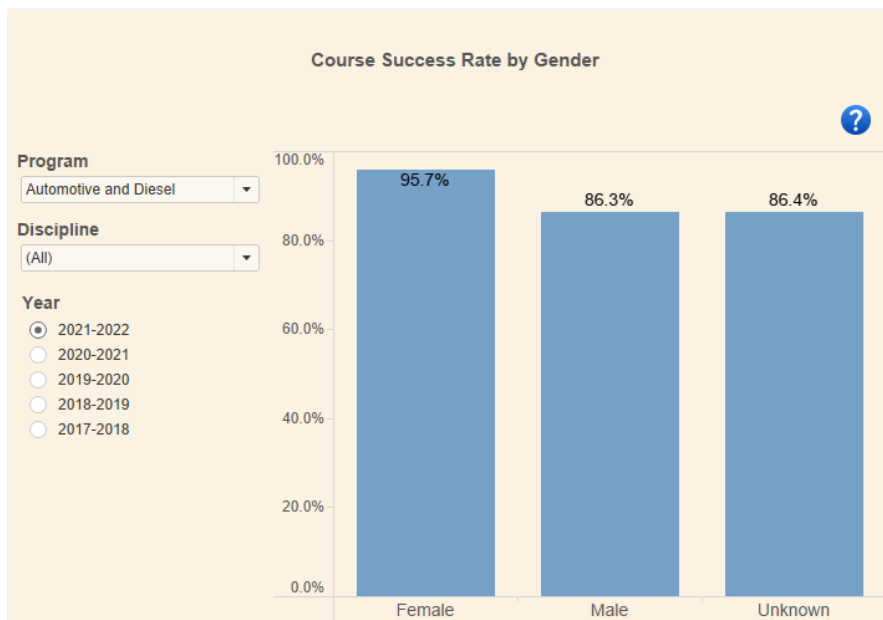 Course Success Rate by Gender
?
Program
Automotive and Diesel
Discipline
(All)
Year
2021-2022
2020-2021
2019-2020
2018-2019
2017-2018
100.0%
80.0%
60.0%
40.0%
20.0%
0.0%
95.7%
86.3%
86.4%
Female
Male
Unknown